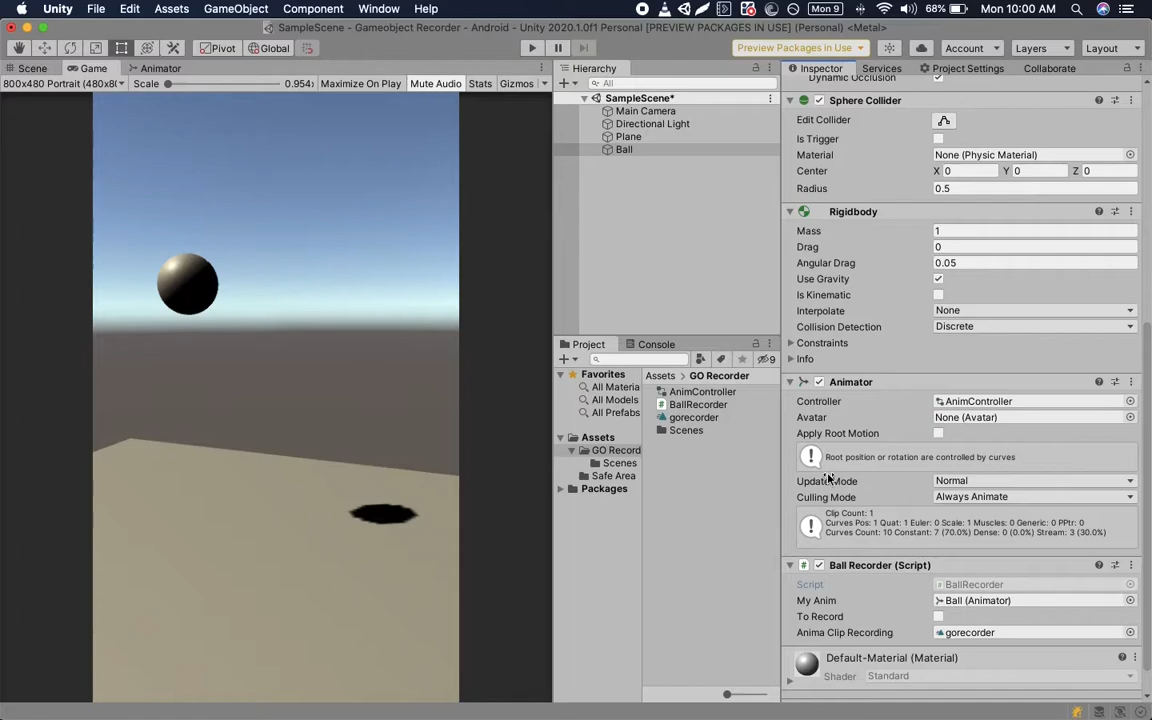 Unity File Edit Assets GameObject Component Window Help Mon 9 68% Mon 10:00 AM
SampleScene - Gameobject Recorder - Android - Unity 2020.1.0f1 Personal [PREVIEW PACKAGES IN USE] (Personal) <Metal>
Pivot Global Preview Packages in Use Account Layers Layout
Scene Game Animator
800x480 Portrait (480x8 Scale 0.954 Maximize On Play Mute Audio Stats Gizmos
Hierarchy
All
SampleScene*
Main Camera
Directional Light
Plane
Ball
Project Console
9
Favorites
All Materia
All Models
All Prefabs
Assets
GO Record
Scenes
Safe Area
Packages
Assets > GO Recorder
AnimController
BallRecorder
gorecorder
Scenes
Inspector Services Project Settings Collaborate
Dynamic Occlusion
Sphere Collider
Edit Collider
Is Trigger
Material None (Physic Material)
Center X 0 Y 0 Z 0
Radius 0.5
Rigidbody
Mass 1
Drag 0
Angular Drag 0.05
Use Gravity
Is Kinematic
Interpolate None
Collision Detection Discrete
Constraints
Info
Animator
Controller AnimController
Avatar None (Avatar)
Apply Root Motion
Root position or rotation are controlled by curves
Update Mode Normal
Culling Mode Always Animate
Clip Count: 1
Curves Pos: 1 Quat: 1 Euler: 0 Scale: 1 Muscles: 0 Generic: 0 PPtr: 0
Curves Count: 10 Constant: 7 (70.0%) Dense: 0 (0.0%) Stream: 3 (30.0%)
Ball Recorder (Script)
Script BallRecorder
My Anim Ball (Animator)
To Record
Anima Clip Recording gorecorder
Default-Material (Material)
Shader Standard